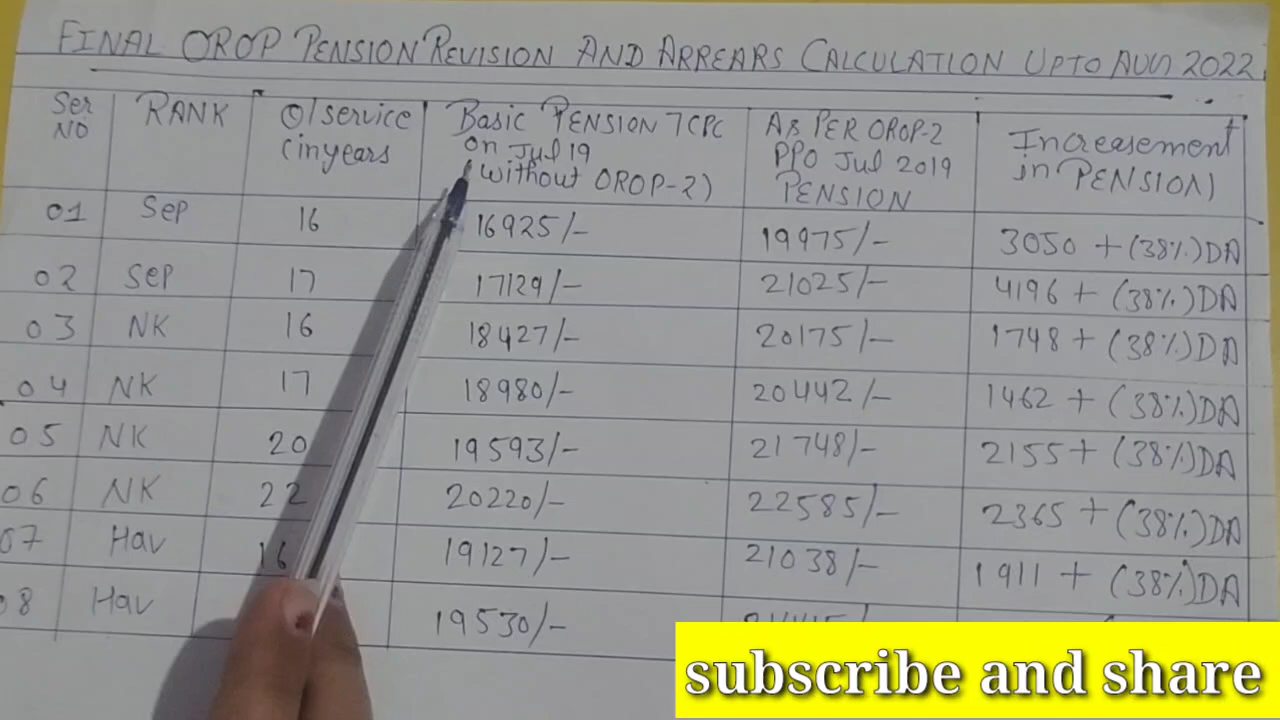 FINAL OROP PENSION REVISION AND ARREARS CALCULATION UPTO AUG 2022
Ser NO RANK Q/service (in years Basic PENSION 7CPC on Jul 19 (without OROP-2) AS PER OROP-2 PPO Jul 2019 PENSION Increasement in PENSION)
01 Sep 16 16925/- 19975/- 3050 + (38%)DA
02 Sep 17 17129/- 21025/- 4196 + (38%)DA
03 NK 16 18427/- 20175/- 1748 + (38%)DA
04 NK 17 18980/- 20442/- 1462 + (38%)DA
05 NK 20 19593/- 21748/- 2155 + (38%)DA
06 NK 22 20220/- 22585/- 2365 + (38%)DA
07 Hav 16 19127/- 21038/- 1911 + (38%)DA
08 Hav 19530/-
subscribe and share